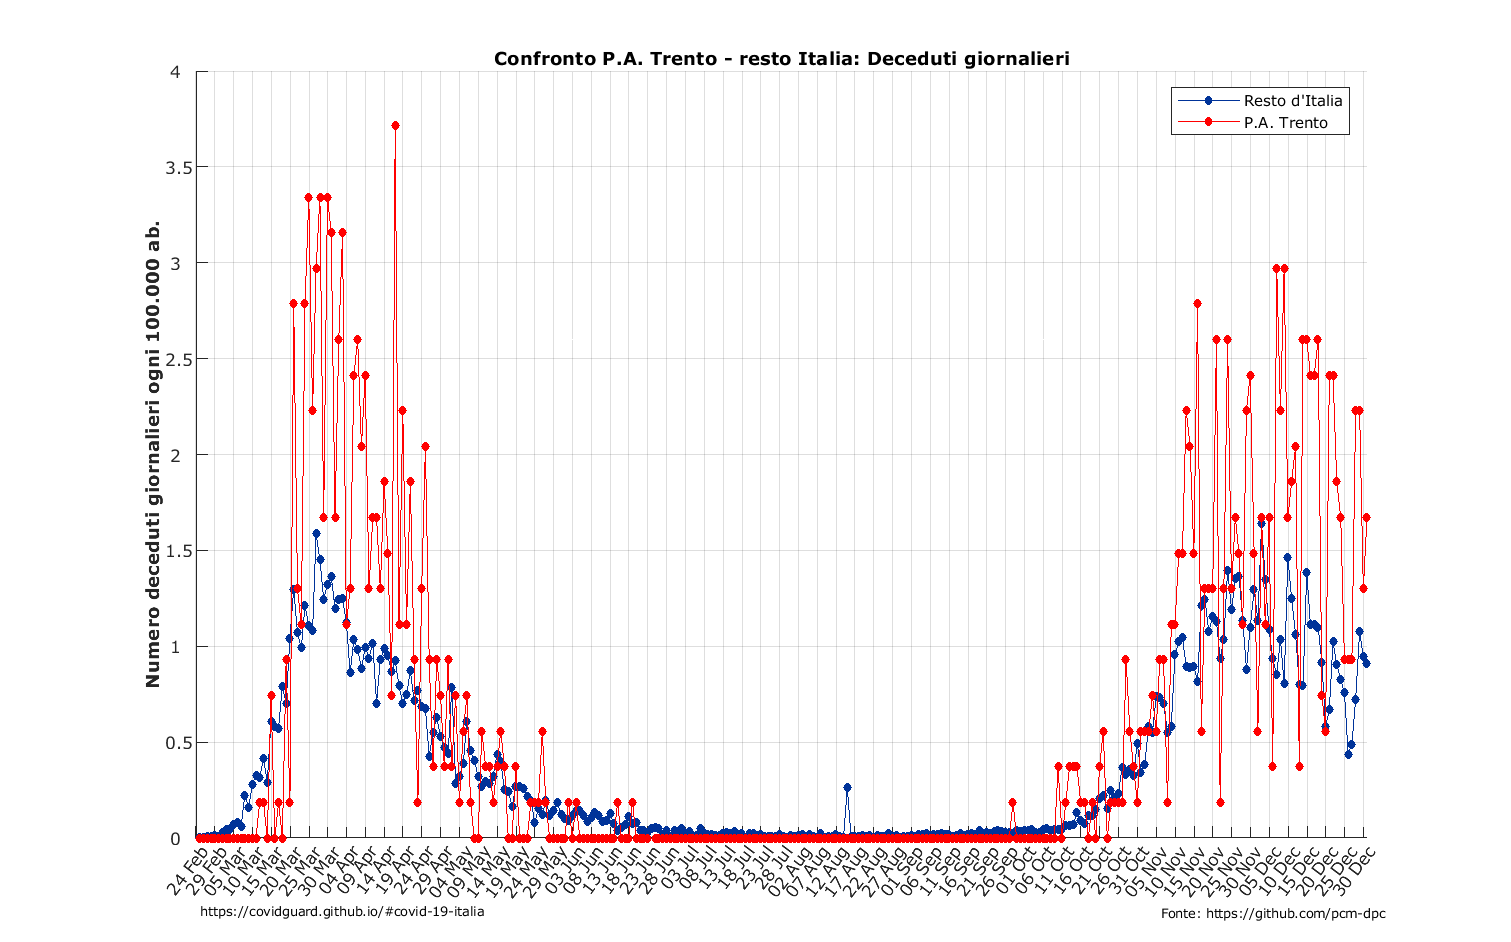 Confronto P.A. Trento - resto Italia: Deceduti giornalieri
Resto d'Italia
P.A. Trento
Numero deceduti giornalieri ogni 100.000 ab.
4
3.5
3
2.5
2
1.5
1
0.5
0
24 Feb
29 Feb
05 Mar
10 Mar
15 Mar
20 Mar
25 Mar
30 Mar
04 Apr
09 Apr
14 Apr
19 Apr
24 Apr
29 Apr
04 May
09 May
14 May
19 May
24 May
29 May
03 Jun
08 Jun
13 Jun
18 Jun
23 Jun
28 Jun
03 Jul
08 Jul
13 Jul
18 Jul
23 Jul
28 Jul
02 Aug
07 Aug
12 Aug
17 Aug
22 Aug
27 Aug
01 Sep
06 Sep
11 Sep
16 Sep
21 Sep
26 Sep
01 Oct
06 Oct
11 Oct
16 Oct
21 Oct
26 Oct
31 Oct
05 Nov
10 Nov
15 Nov
20 Nov
25 Nov
30 Nov
05 Dec
10 Dec
15 Dec
20 Dec
25 Dec
30 Dec
https://covidguard.github.io/#covid-19-italia
Fonte: https://github.com/pcm-dpc